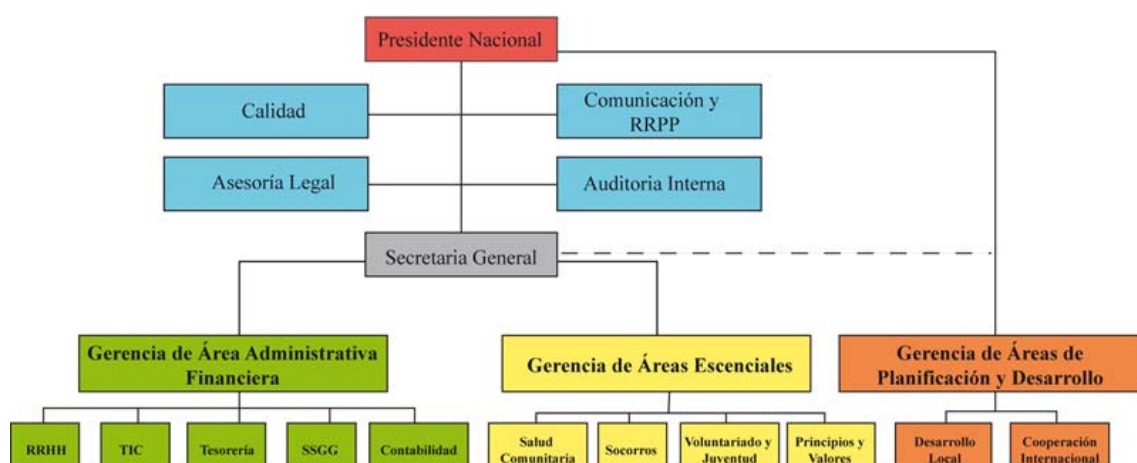 Presidente Nacional
Calidad
Comunicación y
RRPP
Asesoría Legal
Auditoria Interna
Secretaria General
Gerencia de Área Administrativa
Financiera
Gerencia de Áreas Escenciales
Gerencia de Áreas de
Planificación y Desarrollo
RRHH
TIC
Tesorería
SSGG
Contabilidad
Salud
Comunitaria
Socorros
Voluntariado y
Juventud
Principios y
Valores
Desarrollo
Local
Cooperación
Internacional